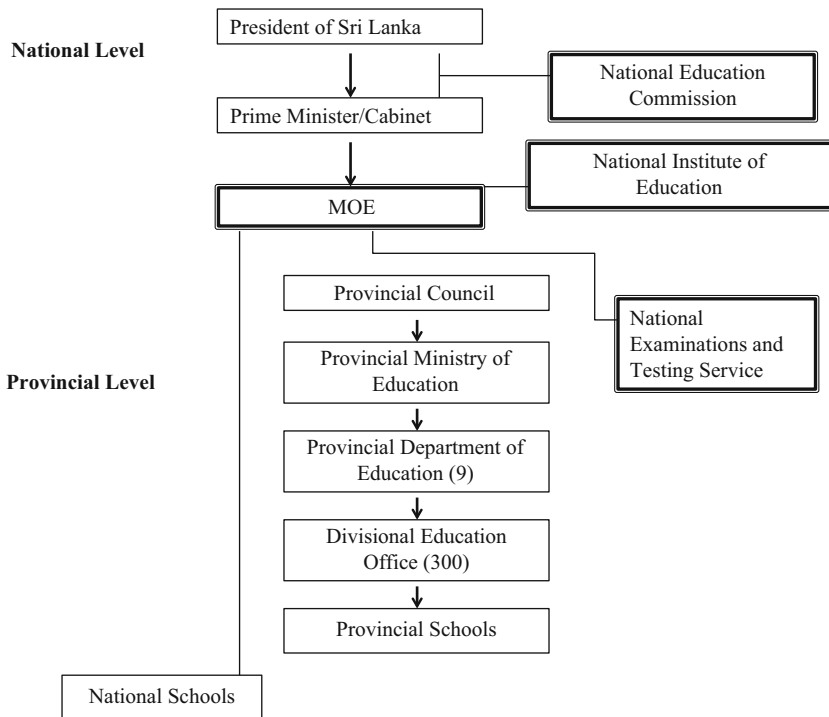 President of Sri Lanka
National Level
National Education
Commission
Prime Minister/Cabinet
National Institute of
Education
MOE
Provincial Council
National
Examinations and
Testing Service
Provincial Ministry of
Education
Provincial Level
Provincial Department of
Education (9)
Divisional Education
Office (300)
Provincial Schools
National Schools